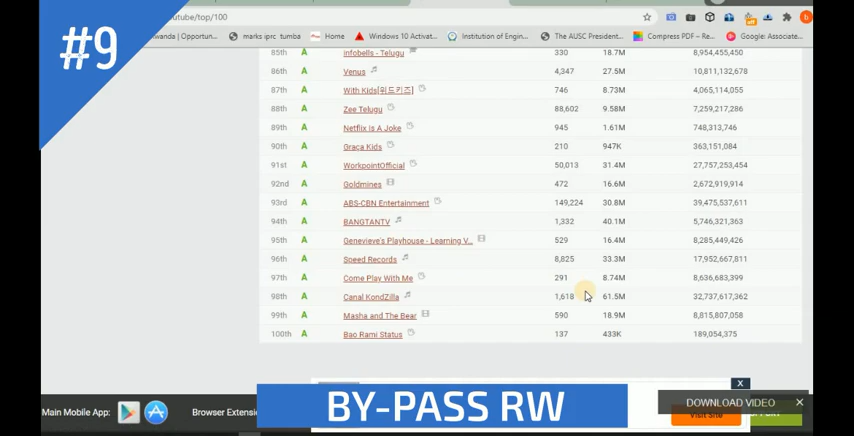 #9
outube/top/100
wanda | Opportun...
marks iprc tumba
Home
Windows 10 Activat...
Institution of Engin...
The AUSC President...
Compress PDF – Re...
Google: Associate...
off
b
85th A infobells - Telugu 330 18.7M 8,954,455,450
86th A Venus 4,347 27.5M 10,811,132,678
87th A With Kids[위드키즈] 746 8.73M 4,065,114,055
88th A Zee Telugu 88,602 9.58M 7,259,217,286
89th A Netflix Is A Joke 945 1.61M 748,313,746
90th A Graça Kids 210 947K 363,151,084
91st A WorkpointOfficial 50,013 31.4M 27,757,253,454
92nd A Goldmines 472 16.6M 2,672,919,914
93rd A ABS-CBN Entertainment 149,224 30.8M 39,475,537,611
94th A BANGTANTV 1,332 40.1M 5,746,321,363
95th A Genevieve's Playhouse - Learning V... 529 16.4M 8,285,449,426
96th A Speed Records 8,825 33.3M 17,952,667,811
97th A Come Play With Me 291 8.74M 8,636,683,399
98th A Canal KondZilla 1,618 61.5M 32,737,617,362
99th A Masha and The Bear 590 18.9M 8,815,807,058
100th A Bao Rami Status 137 433K 189,054,375
X
Main Mobile App:
Browser Extensi
BY-PASS RW
DOWNLOAD VIDEO ×
Visit Site